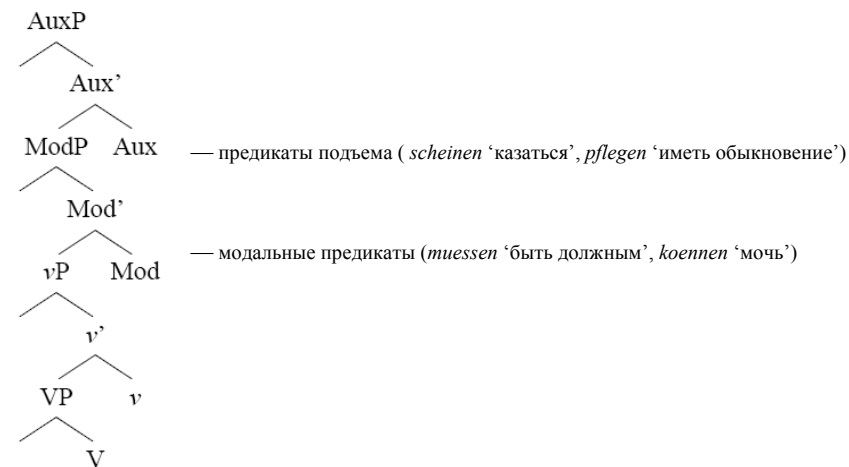 AuxP
Aux’
ModP Aux — предикаты подъема ( scheinen ‘казаться’, pflegen ‘иметь обыкновение’)
Mod’
vP Mod — модальные предикаты (muessen ‘быть должным’, koennen ‘мочь’)
v’
VP v
V